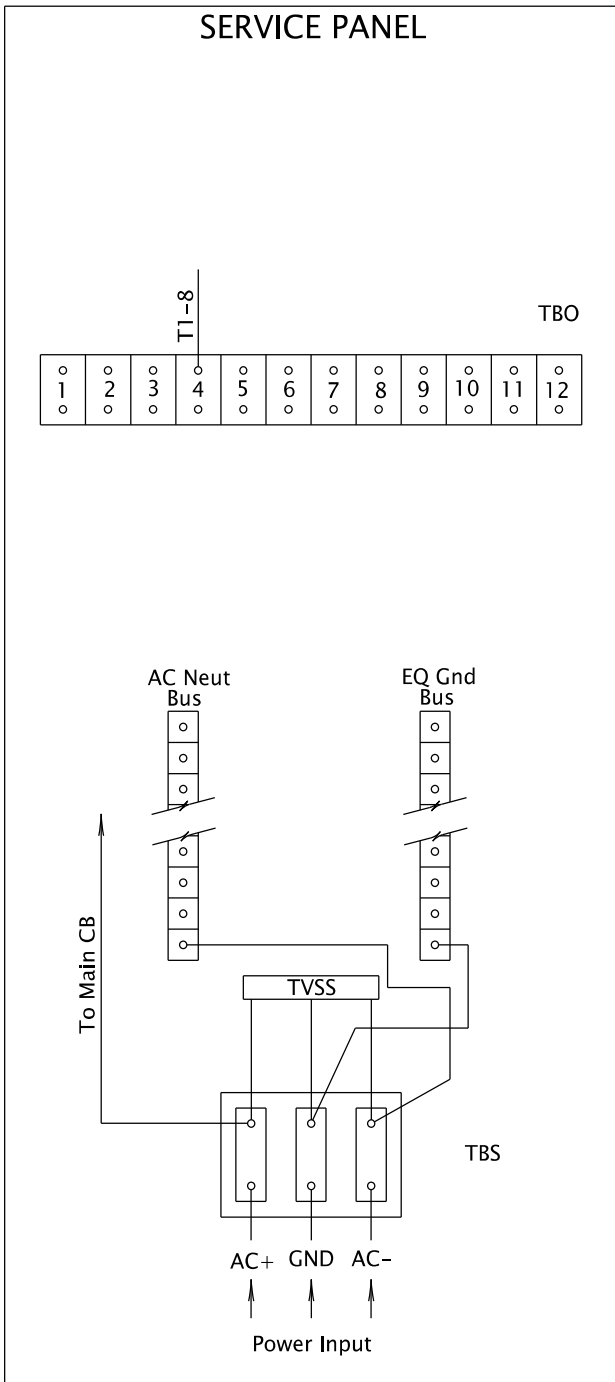 SERVICE PANEL
T1-8
TBO
1 2 3 4 5 6 7 8 9 10 11 12
AC Neut
Bus
EQ Gnd
Bus
To Main CB
TVSS
TBS
AC+ GND AC-
Power Input